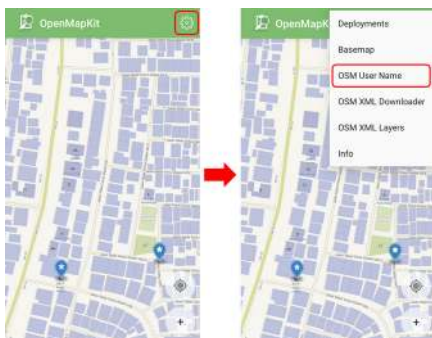 OpenMapKit
OpenMapK
Deployments
Basemap
OSM User Name
OSM XML Downloader
OSM XML Layers
Info